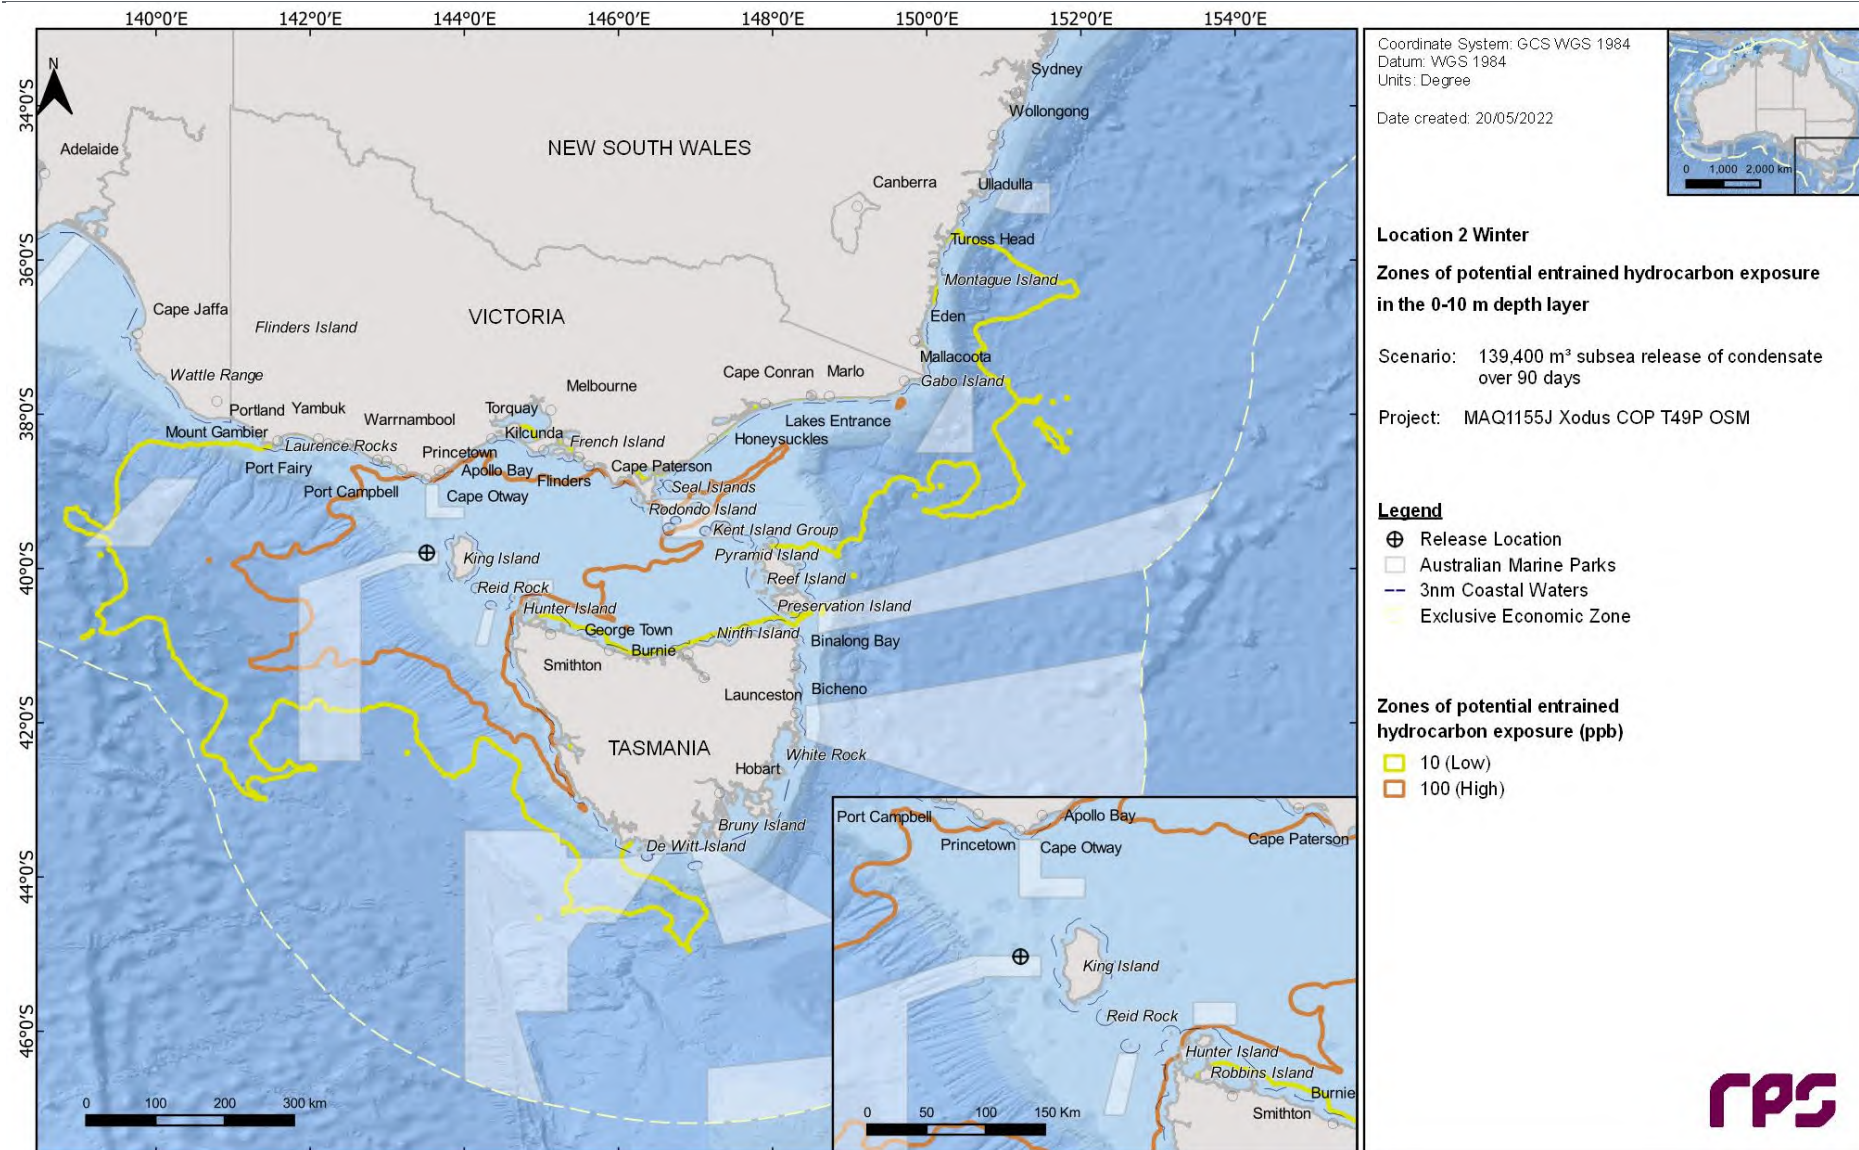 140°0'E
142°0'E
144°0'E
146°0'E
148°0'E
150°0'E
152°0'E
154°0'E
34°0'S
36°0'S
38°0'S
40°0'S
42°0'S
44°0'S
46°0'S
N
Sydney
Wollongong
Adelaide
NEW SOUTH WALES
Canberra
Ulladulla
Tuross Head
Montague Island
Cape Jaffa
Flinders Island
VICTORIA
Eden
Mallacoota
Wattle Range
Melbourne
Cape Conran
Marlo
Gabo Island
Portland
Yambuk
Warrnambool
Torquay
Lakes Entrance
Mount Gambier
Laurence Rocks
Kilcunda
French Island
Honeysuckles
Princetown
Port Fairy
Apollo Bay
Flinders
Cape Paterson
Port Campbell
Cape Otway
Seal Islands
Rodondo Island
Kent Island Group
King Island
Pyramid Island
Reef Island
Reid Rock
Hunter Island
Preservation Island
George Town
Ninth Island
Binalong Bay
Burnie
Smithton
Launceston
Bicheno
TASMANIA
White Rock
Hobart
Bruny Island
De Witt Island
0 100 200 300 km
Port Campbell
Apollo Bay
Princetown
Cape Otway
Cape Paterson
King Island
Reid Rock
Hunter Island
Robbins Island
Burnie
Smithton
0 50 100 150 Km
Coordinate System: GCS WGS 1984
Datum: WGS 1984
Units: Degree
Date created: 20/05/2022
0 1,000 2,000 km
Location 2 Winter
Zones of potential entrained hydrocarbon exposure
in the 0-10 m depth layer
Scenario: 139,400 m³ subsea release of condensate
over 90 days
Project: MAQ1155J Xodus COP T49P OSM
Legend
Release Location
Australian Marine Parks
3nm Coastal Waters
Exclusive Economic Zone
Zones of potential entrained
hydrocarbon exposure (ppb)
10 (Low)
100 (High)
rps